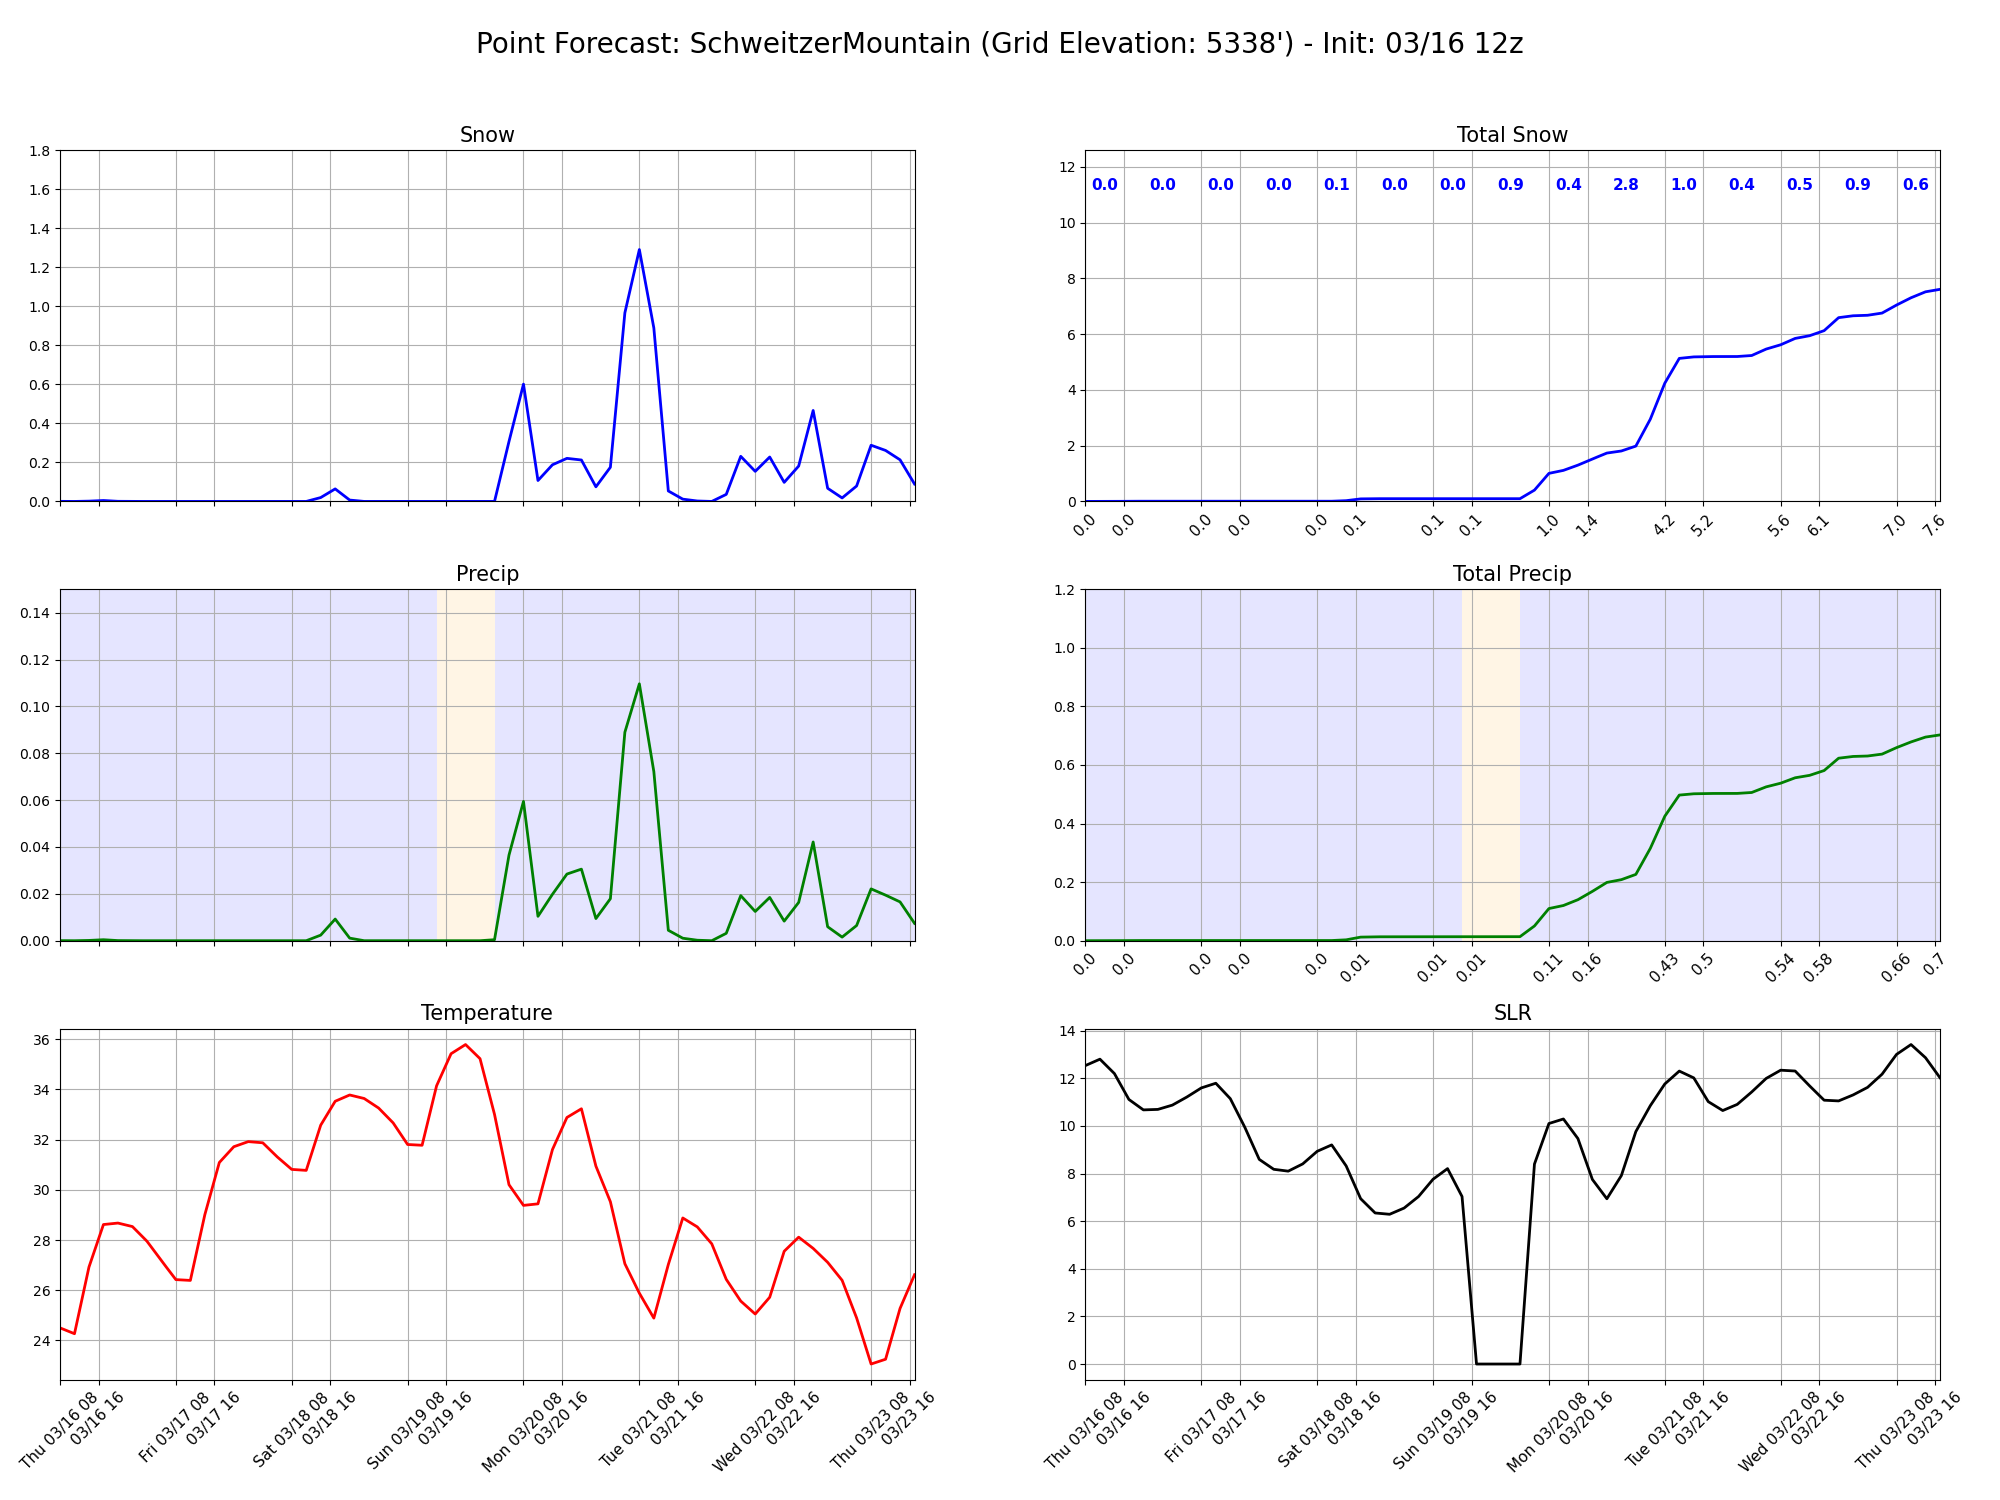 Point Forecast: SchweitzerMountain (Grid Elevation: 5338') - Init: 03/16 12z
Snow
1.8
1.6
1.4
1.2
1.0
0.8
0.6
0.4
0.2
0.0
Total Snow
12
10
8
6
4
2
0
0.0 0.0 0.0 0.0 0.1 0.0 0.0 0.9 0.4 2.8 1.0 0.4 0.5 0.9 0.6
0.0 0.0 0.0 0.0 0.0 0.1 0.1 0.1 1.0 1.4 4.2 5.2 5.6 6.1 7.0 7.6
Precip
0.14
0.12
0.10
0.08
0.06
0.04
0.02
0.00
Total Precip
1.2
1.0
0.8
0.6
0.4
0.2
0.0
0.0 0.0 0.0 0.0 0.0 0.01 0.01 0.01 0.11 0.16 0.43 0.5 0.54 0.58 0.66 0.7
Temperature
36
34
32
30
28
26
24
Thu 03/16 08
03/16 16
Fri 03/17 08
03/17 16
Sat 03/18 08
03/18 16
Sun 03/19 08
03/19 16
Mon 03/20 08
03/20 16
Tue 03/21 08
03/21 16
Wed 03/22 08
03/22 16
Thu 03/23 08
03/23 16
SLR
14
12
10
8
6
4
2
0
Thu 03/16 08
03/16 16
Fri 03/17 08
03/17 16
Sat 03/18 08
03/18 16
Sun 03/19 08
03/19 16
Mon 03/20 08
03/20 16
Tue 03/21 08
03/21 16
Wed 03/22 08
03/22 16
Thu 03/23 08
03/23 16